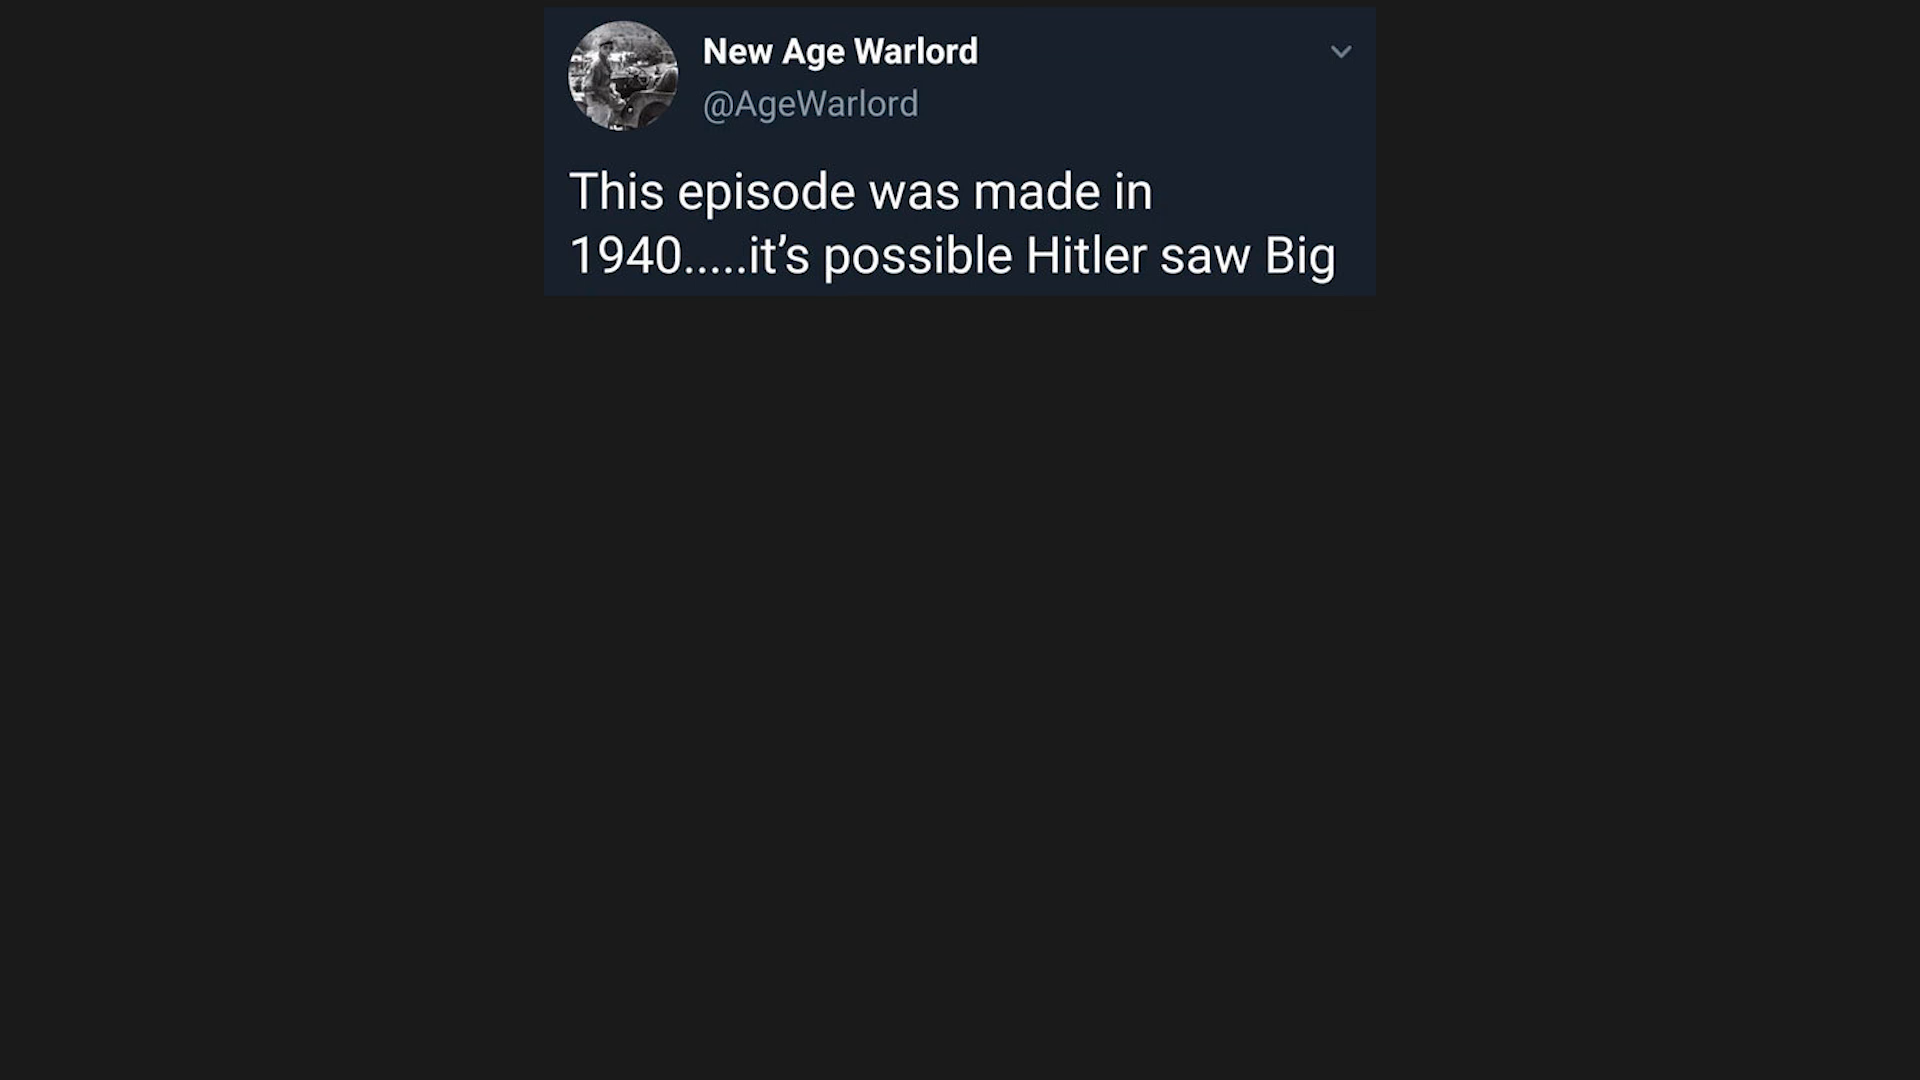 New Age Warlord
@AgeWarlord
This episode was made in
1940.....it’s possible Hitler saw Big